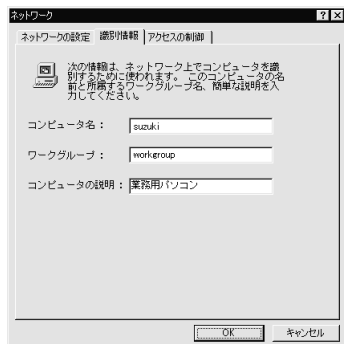 ネットワーク
ネットワークの設定 識別情報 アクセスの制御
次の情報は、ネットワーク上でコンピュータを識
別するために使われます。 このコンピュータの名
前と所属するワークグループ名、簡単な説明を入
力してください。
コンピュータ名： suzuki
ワークグループ： workgroup
コンピュータの説明： 業務用パソコン
OK キャンセル